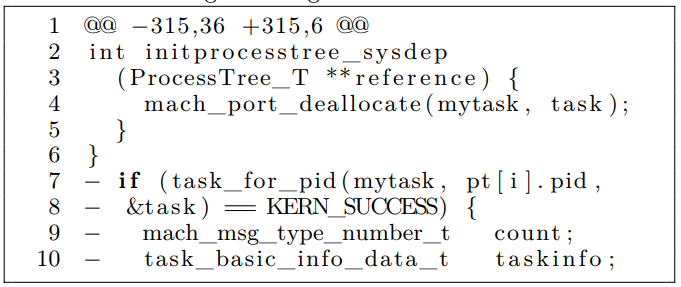 1 @@ −315,36 +315,6 @@
2 int initprocesstree_sysdep
3 (ProcessTree_T **reference) {
4 mach_port_deallocate(mytask, task);
5 }
6 }
7 − if (task_for_pid(mytask, pt[i].pid,
8 − &task) == KERN_SUCCESS) {
9 − mach_msg_type_number_t count;
10 − task_basic_info_data_t taskinfo;